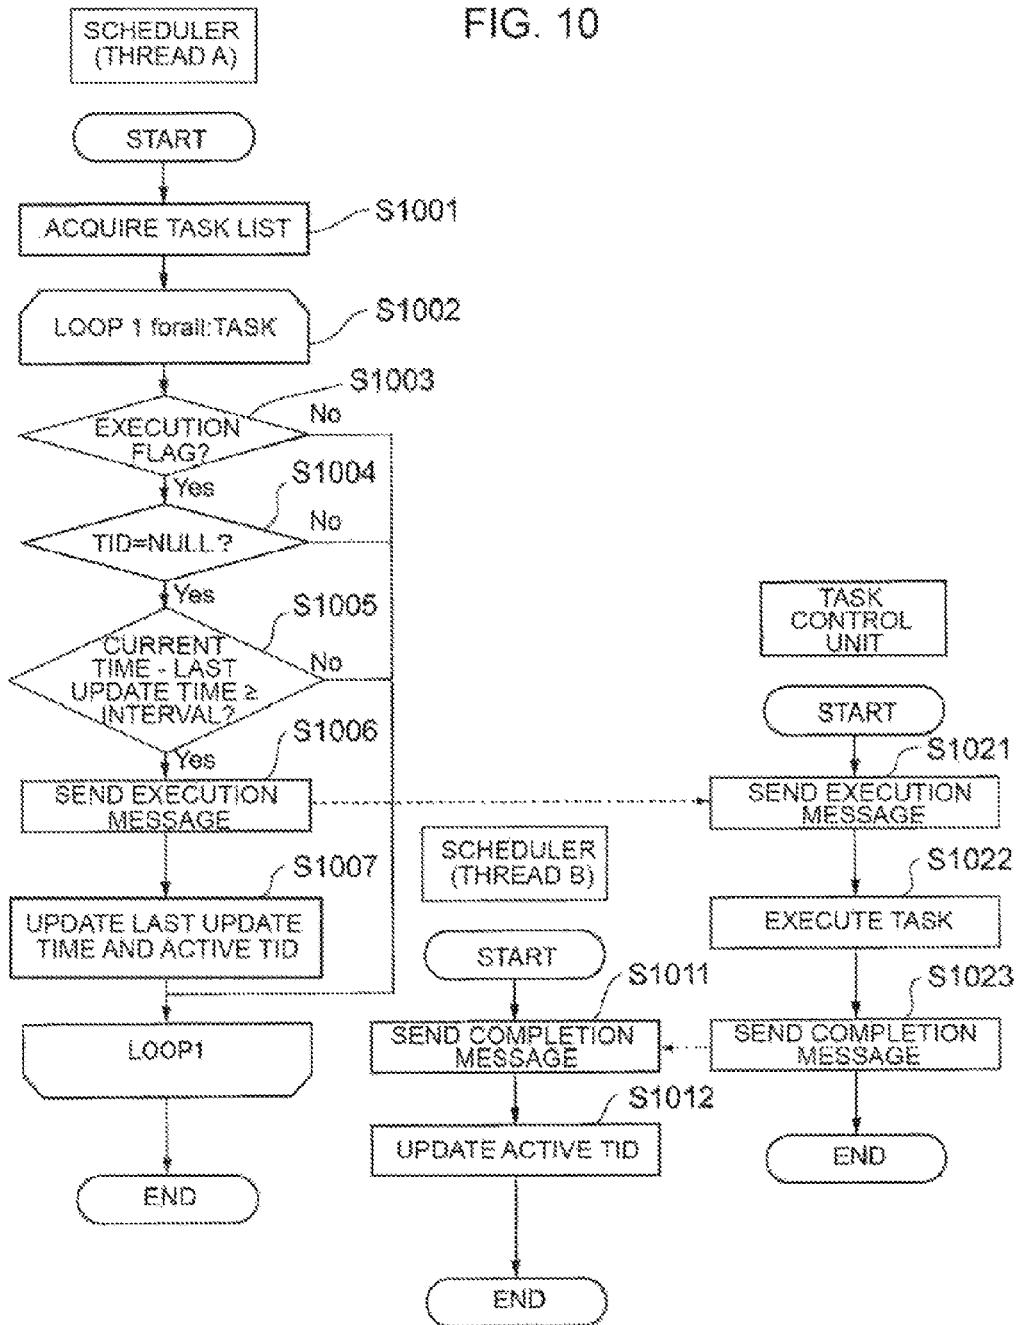 FIG. 10
SCHEDULER
(THREAD A)
START
ACQUIRE TASK LIST
S1001
LOOP 1 forall:TASK
S1002
EXECUTION
FLAG?
S1003
No
Yes
TID=NULL?
S1004
No
Yes
CURRENT
TIME - LAST
UPDATE TIME ≥
INTERVAL?
S1005
No
Yes
SEND EXECUTION
MESSAGE
S1006
UPDATE LAST UPDATE
TIME AND ACTIVE TID
S1007
LOOP1
END
SCHEDULER
(THREAD B)
START
SEND COMPLETION
MESSAGE
S1011
UPDATE ACTIVE TID
S1012
END
TASK
CONTROL
UNIT
START
SEND EXECUTION
MESSAGE
S1021
EXECUTE TASK
S1022
SEND COMPLETION
MESSAGE
S1023
END